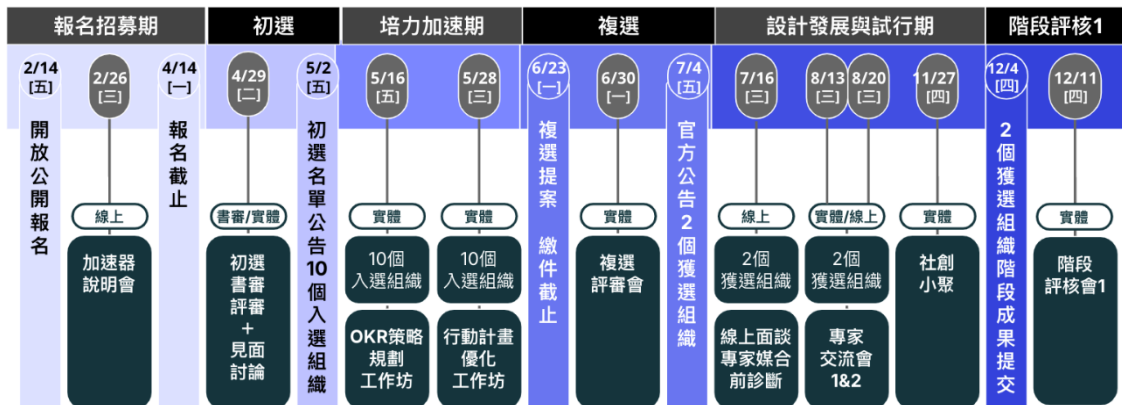 報名招募期
初選
培力加速期
複選
設計發展與試行期
階段評核1
2/14
[五]
開放公開報名
2/26
[三]
線上
加速器
說明會
4/14
[一]
報名截止
4/29
[二]
書審/實體
初選
書審
評審
+
見面
討論
5/2
[五]
初選名單公告10個入選組織
5/16
[五]
實體
10個
入選組織
OKR策略
規劃
工作坊
5/28
[三]
實體
10個
入選組織
行動計畫
優化
工作坊
6/23
[一]
複選提案 繳件截止
6/30
[一]
實體
複選
評審會
7/4
[五]
官方公告2個獲選組織
7/16
[三]
線上
2個
獲選組織
線上面談
專家媒合
前診斷
8/13
[三]
8/20
[三]
實體/線上
2個
獲選組織
專家
交流會
1&2
11/27
[四]
實體
社創
小聚
12/4
[四]
2個獲選組織階段成果提交
12/11
[四]
實體
階段
評核會1